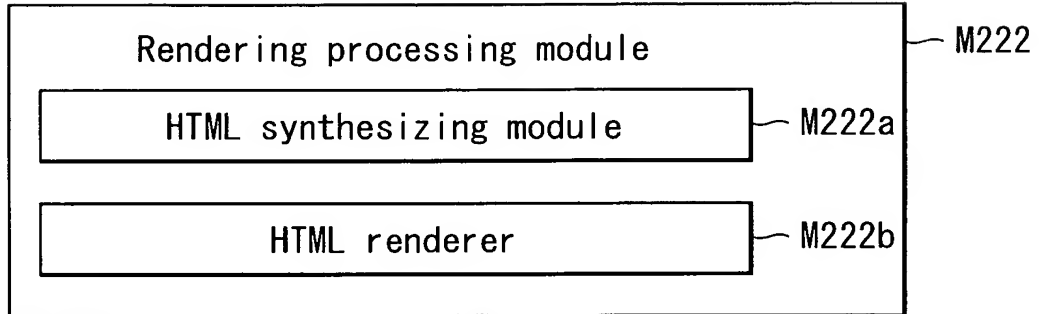 Rendering processing module
M222
HTML synthesizing module
M222a
HTML renderer
M222b